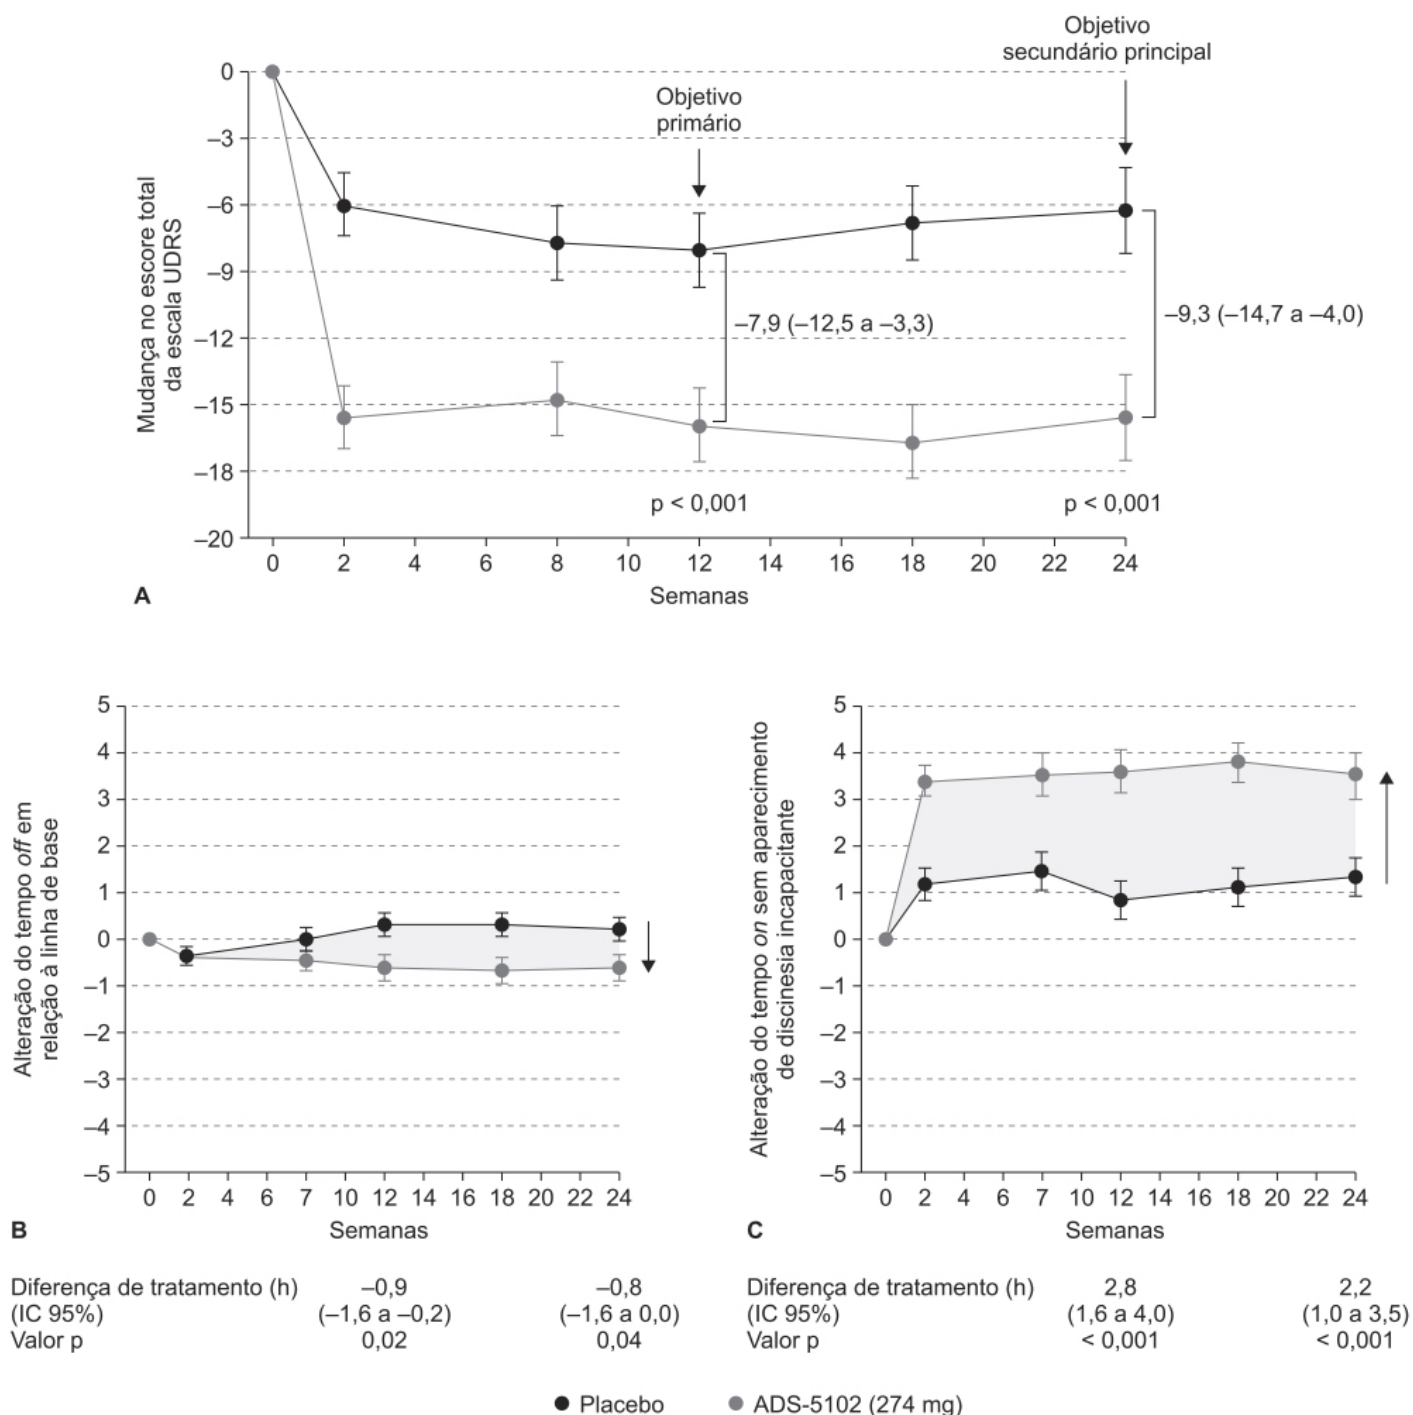 Objetivo
secundário principal
Objetivo
primário
Mudança no escore total
da escala UDRS
0
–3
–6
–9
–12
–15
–18
–20
–7,9 (–12,5 a –3,3)
–9,3 (–14,7 a –4,0)
p < 0,001 p < 0,001
0 2 4 6 8 10 12 14 16 18 20 22 24
A Semanas
Alteração do tempo off em
relação à linha de base
5
4
3
2
1
0
–1
–2
–3
–4
–5
0 2 4 6 7 10 12 14 16 18 20 22 24
B Semanas
Diferença de tratamento (h) –0,9 –0,8
(IC 95%) (–1,6 a –0,2) (–1,6 a 0,0)
Valor p 0,02 0,04
Alteração do tempo on sem aparecimento
de discinesia incapacitante
5
4
3
2
1
0
–1
–2
–3
–4
–5
0 2 4 6 7 10 12 14 16 18 20 22 24
C Semanas
Diferença de tratamento (h) 2,8 2,2
(IC 95%) (1,6 a 4,0) (1,0 a 3,5)
Valor p < 0,001 < 0,001
Placebo ADS-5102 (274 mg)